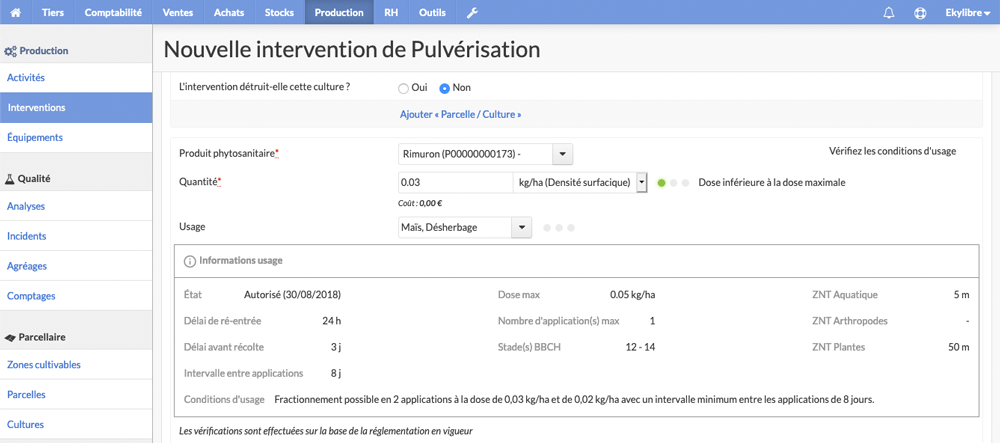 Tiers Comptabilité Ventes Achats Stocks Production RH Outils Ekylibre
Production
Activités
Interventions
Équipements
Qualité
Analyses
Incidents
Agréages
Comptages
Parcellaire
Zones cultivables
Parcelles
Cultures
Nouvelle intervention de Pulvérisation
L'intervention détruit-elle cette culture ? Oui Non
Ajouter « Parcelle / Culture »
Produit phytosanitaire* Rimuron (P00000000173) - Vérifiez les conditions d'usage
Quantité* 0.03 kg/ha (Densité surfacique) Dose inférieure à la dose maximale
Coût : 0,00 €
Usage Maïs, Désherbage
Informations usage
État Autorisé (30/08/2018) Dose max 0.05 kg/ha ZNT Aquatique 5 m
Délai de ré-entrée 24 h Nombre d'application(s) max 1 ZNT Arthropodes -
Délai avant récolte 3 j Stade(s) BBCH 12 - 14 ZNT Plantes 50 m
Intervalle entre applications 8 j
Conditions d'usage Fractionnement possible en 2 applications à la dose de 0,03 kg/ha et de 0,02 kg/ha avec un intervalle minimum entre les applications de 8 jours.
Les vérifications sont effectuées sur la base de la réglementation en vigueur